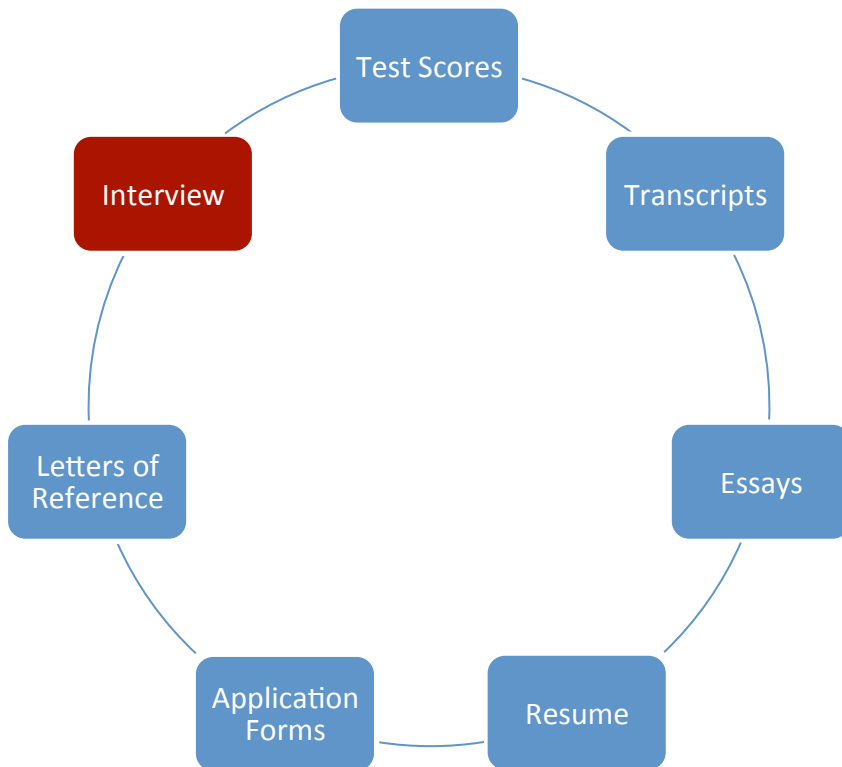 Test Scores
Interview
Transcripts
Letters of
Reference
Essays
Application
Forms
Resume